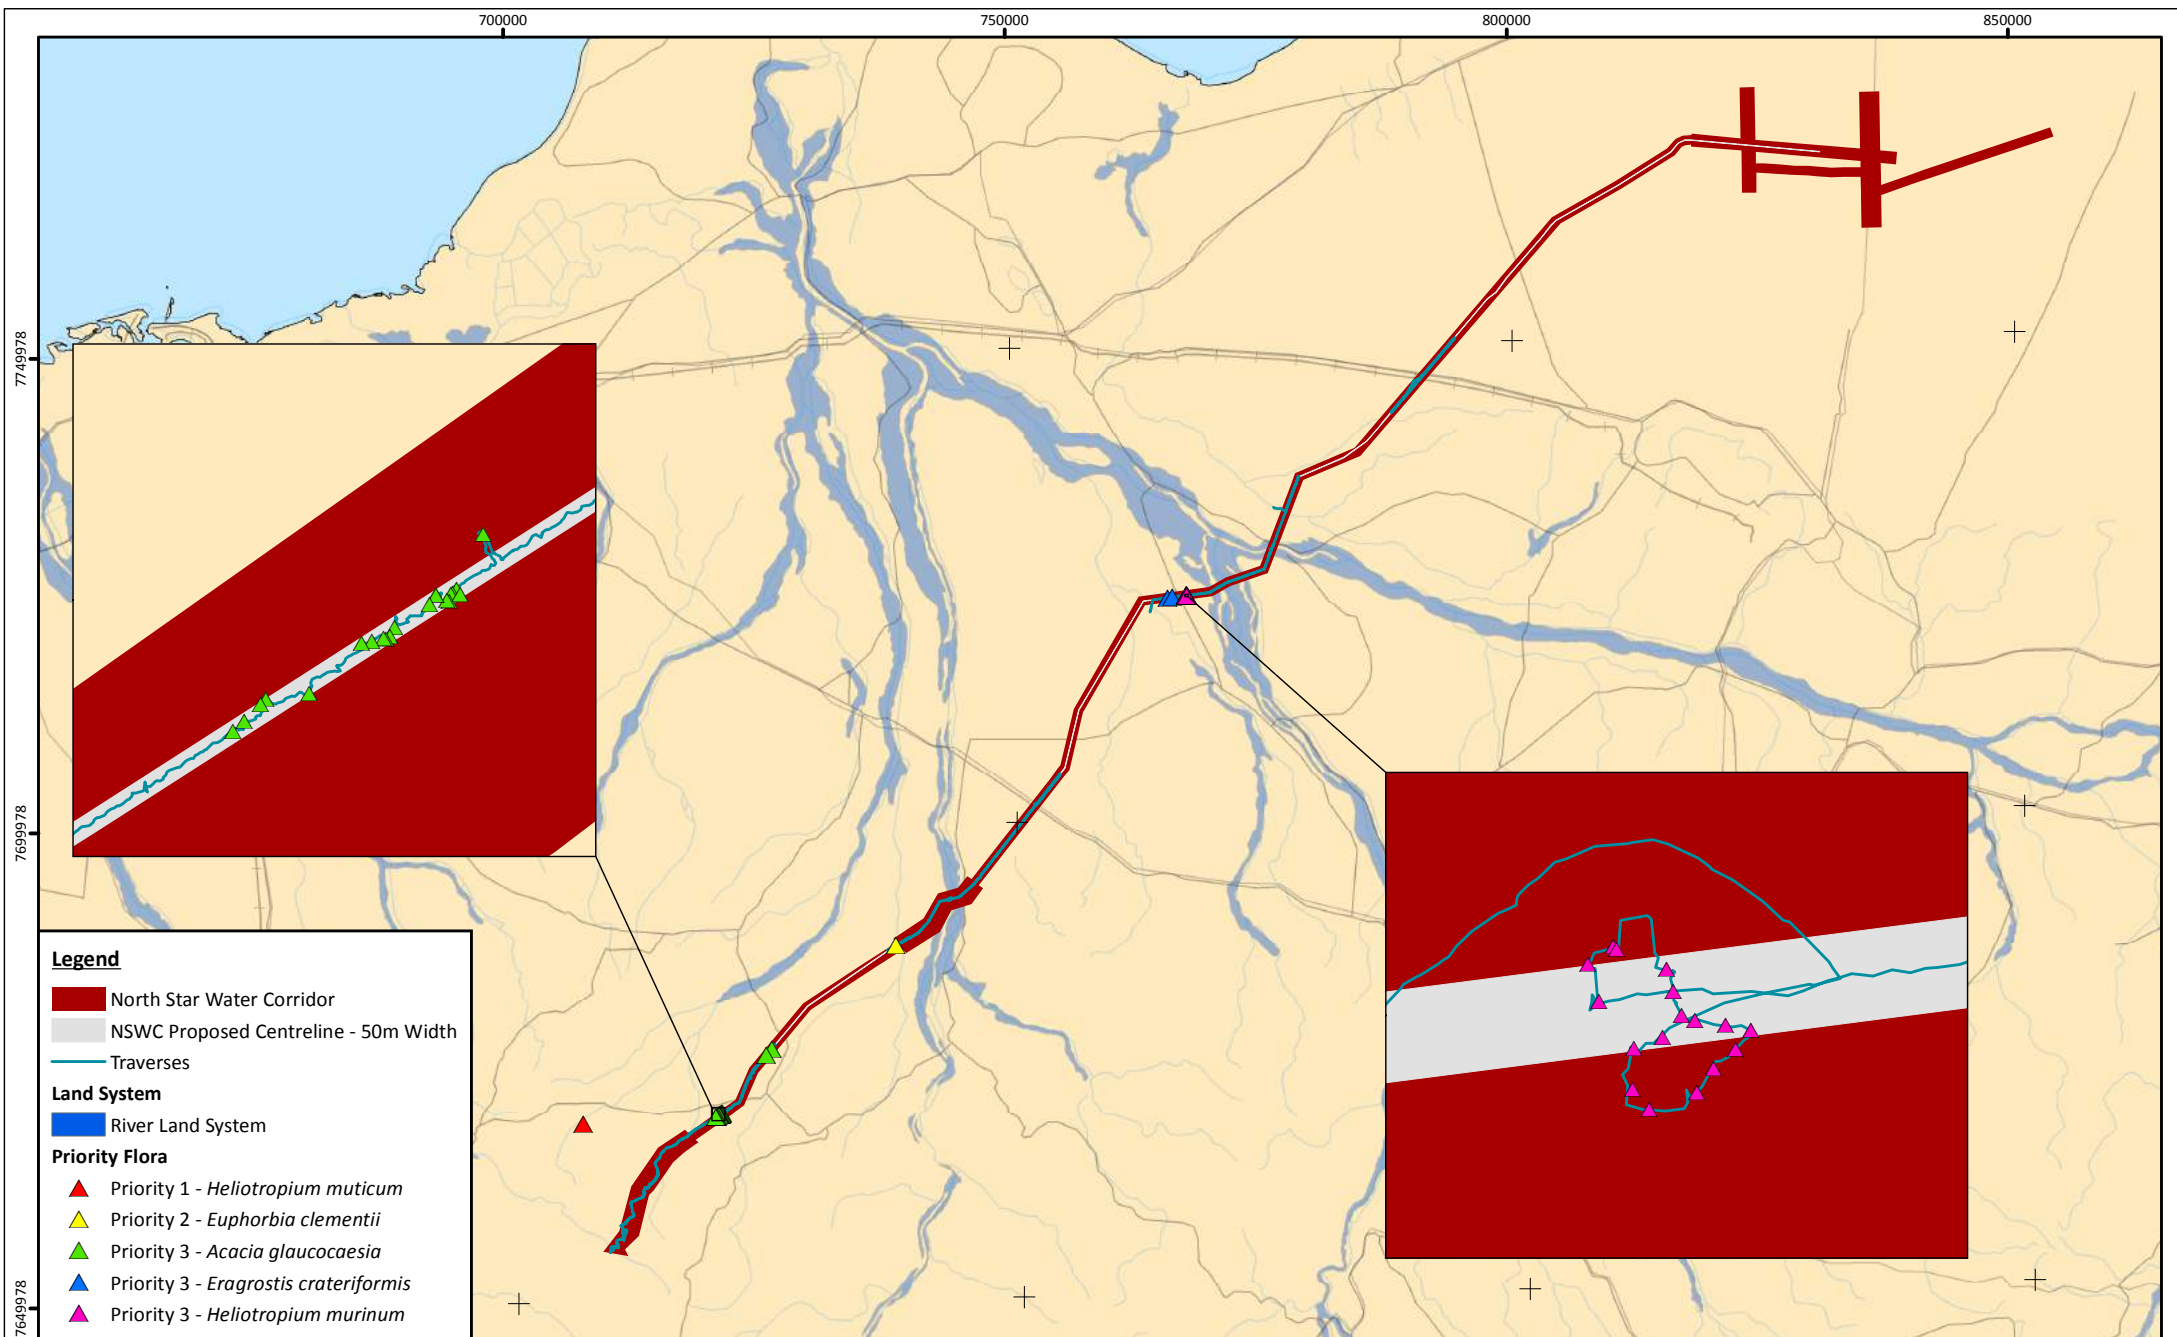 700000 750000 800000 850000
7749978
7699978
7649978
Legend
North Star Water Corridor
NSWC Proposed Centreline - 50m Width
Traverses
Land System
River Land System
Priority Flora
Priority 1 - Heliotropium muticum
Priority 2 - Euphorbia clementii
Priority 3 - Acacia glaucocaesia
Priority 3 - Eragrostis crateriformis
Priority 3 - Heliotropium murinum